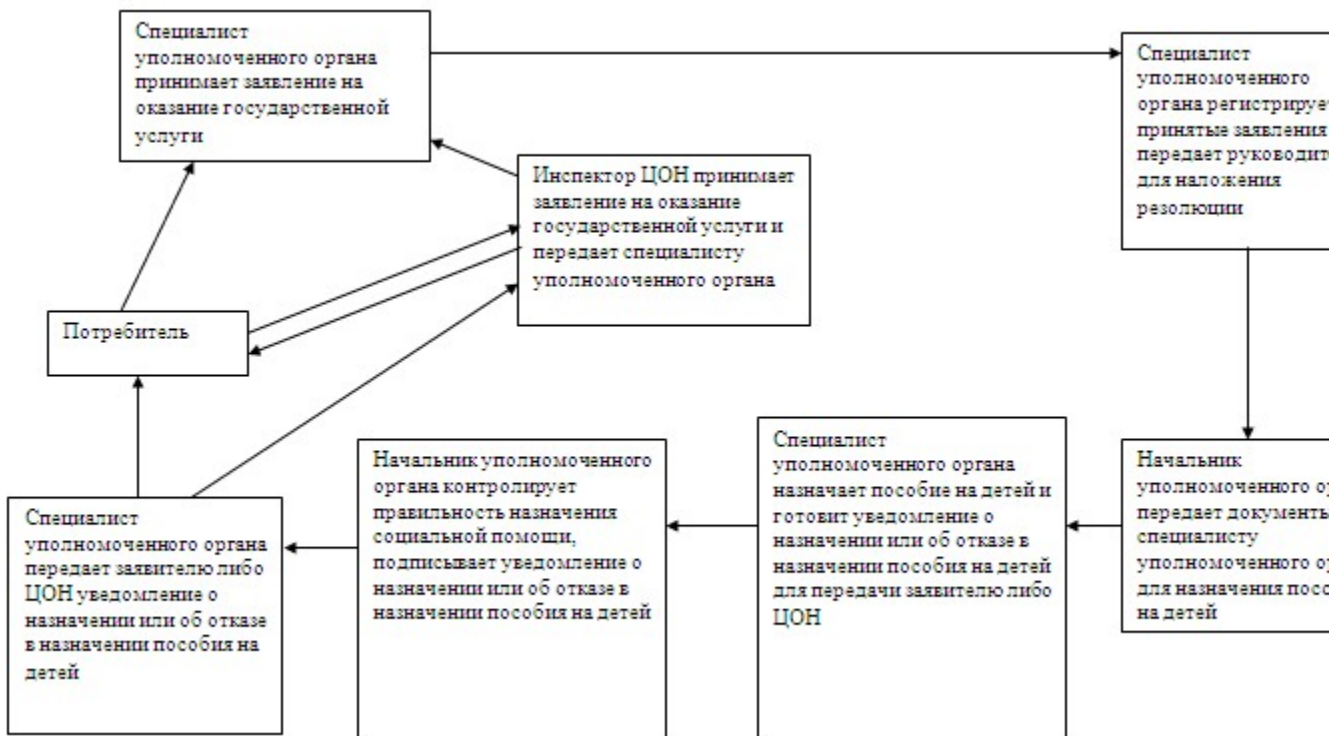 Специалист
уполномоченного органа
принимает заявление на
оказание государственной
услуги
Специалист
уполномоченного
органа регистрируе
принятые заявления
передает руководит
для наложения
резолюции
Инспектор ЦОН принимает
заявление на оказание
государственной услуги и
передает специалисту
уполномоченного органа
Потребитель
Специалист
уполномоченного органа
передает заявителю либо
ЦОН уведомление о
назначении или об отказе
в назначении пособия на
детей
Начальник уполномоченного
органа контролирует
правильность назначения
социальной помощи,
подписывает уведомление о
назначении или об отказе в
назначении пособия на детей
Специалист
уполномоченного органа
назначает пособие на детей и
готовит уведомление о
назначении или об отказе в
назначении пособия на детей
для передачи заявителю либо
ЦОН
Начальник
уполномоченного ор
передает документы
специалисту
уполномоченного ор
для назначения посо
на детей